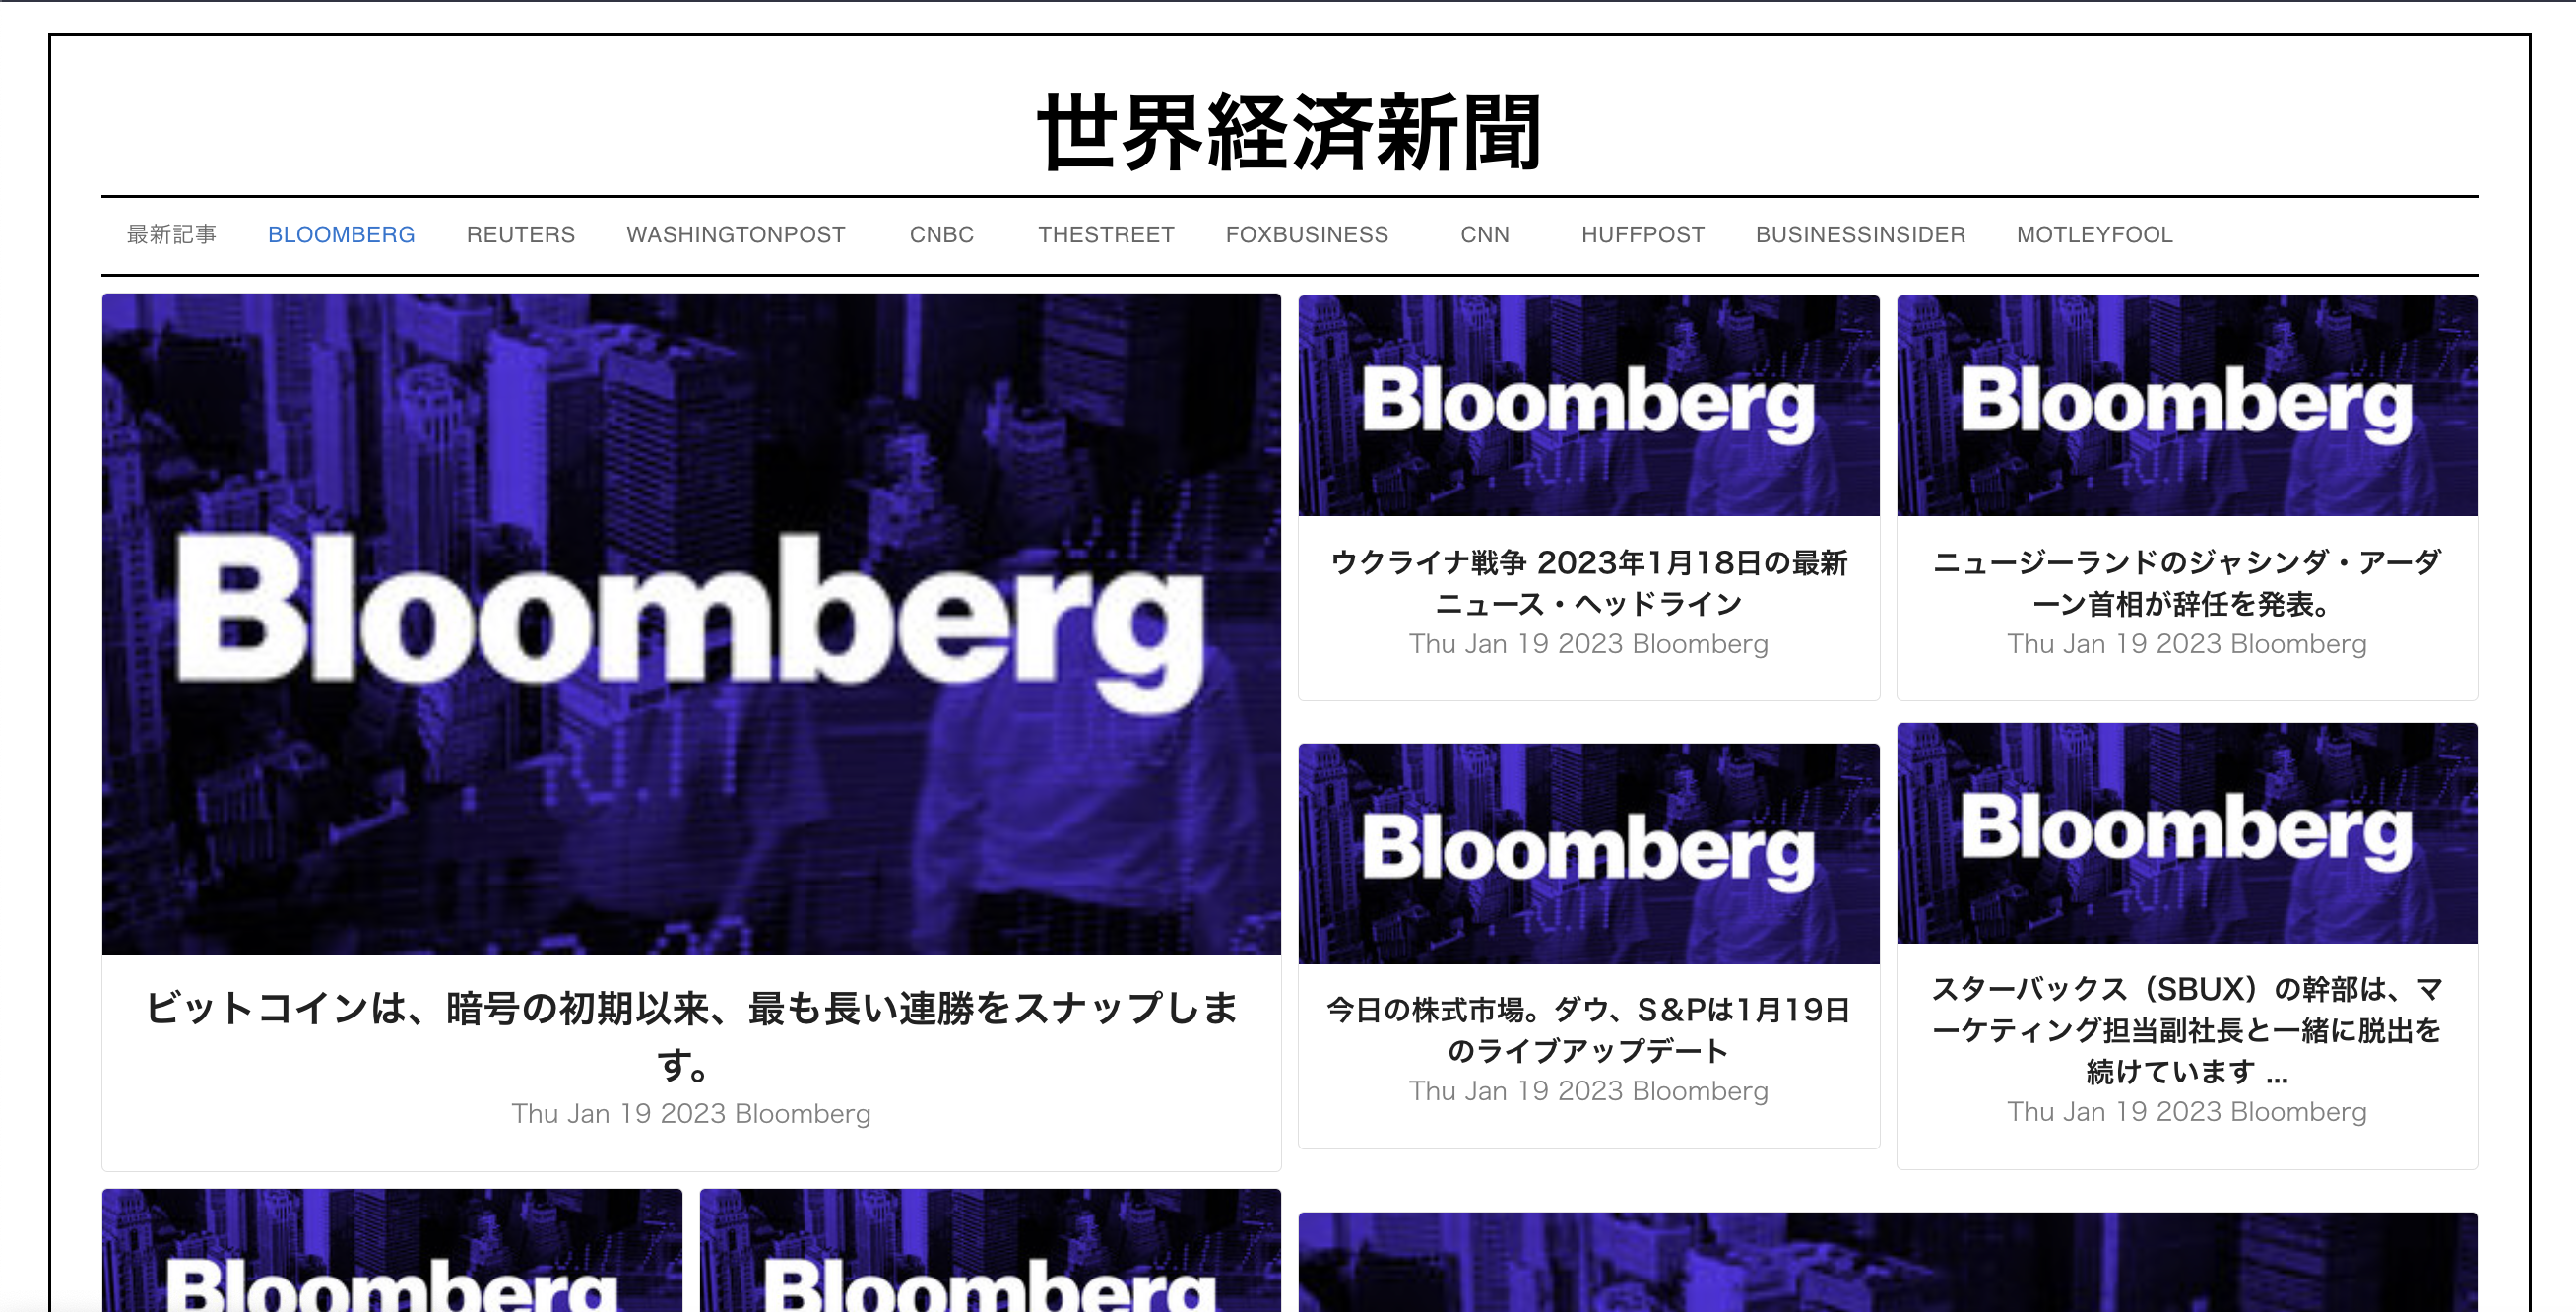 世界経済新聞
最新記事 BLOOMBERG REUTERS WASHINGTONPOST CNBC THESTREET FOXBUSINESS CNN HUFFPOST BUSINESSINSIDER MOTLEYFOOL
Bloomberg
ビットコインは、暗号の初期以来、最も長い連勝をスナップしま
す。
Thu Jan 19 2023 Bloomberg
Bloomberg
ウクライナ戦争 2023年1月18日の最新
ニュース・ヘッドライン
Thu Jan 19 2023 Bloomberg
Bloomberg
ニュージーランドのジャシンダ・アーダ
ーン首相が辞任を発表。
Thu Jan 19 2023 Bloomberg
Bloomberg
今日の株式市場。ダウ、S&Pは1月19日
のライブアップデート
Thu Jan 19 2023 Bloomberg
Bloomberg
スターバックス（SBUX）の幹部は、マ
ーケティング担当副社長と一緒に脱出を
続けています ...
Thu Jan 19 2023 Bloomberg
Bloomberg
Bloomberg